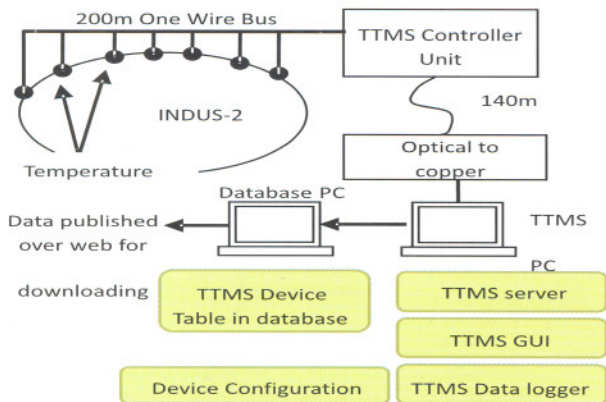 200m One Wire Bus
TTMS Controller
Unit
INDUS-2
140m
Temperature
Optical to
copper
Database PC
Data published
over web for
downloading
TTMS
PC
TTMS Device
Table in database
TTMS server
TTMS GUI
Device Configuration
TTMS Data logger